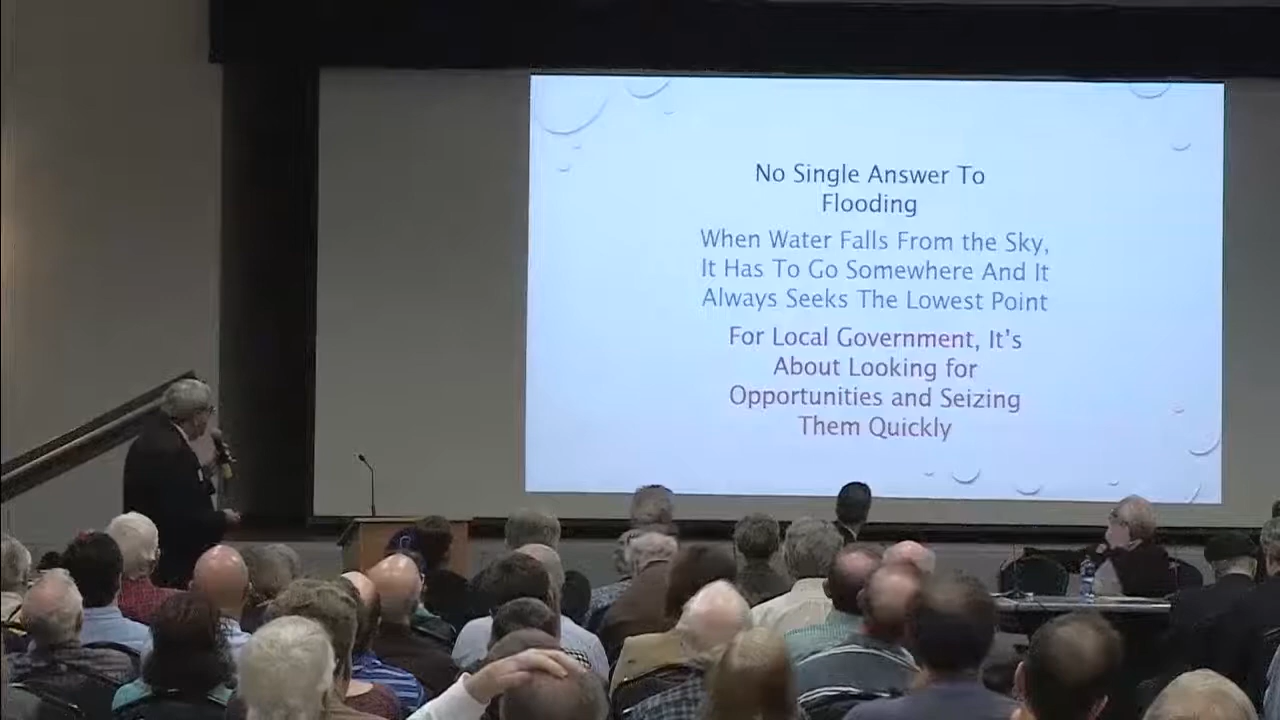 No Single Answer To
Flooding
When Water Falls From the Sky,
It Has To Go Somewhere And It
Always Seeks The Lowest Point
For Local Government, It's
About Looking for
Opportunities and Seizing
Them Quickly